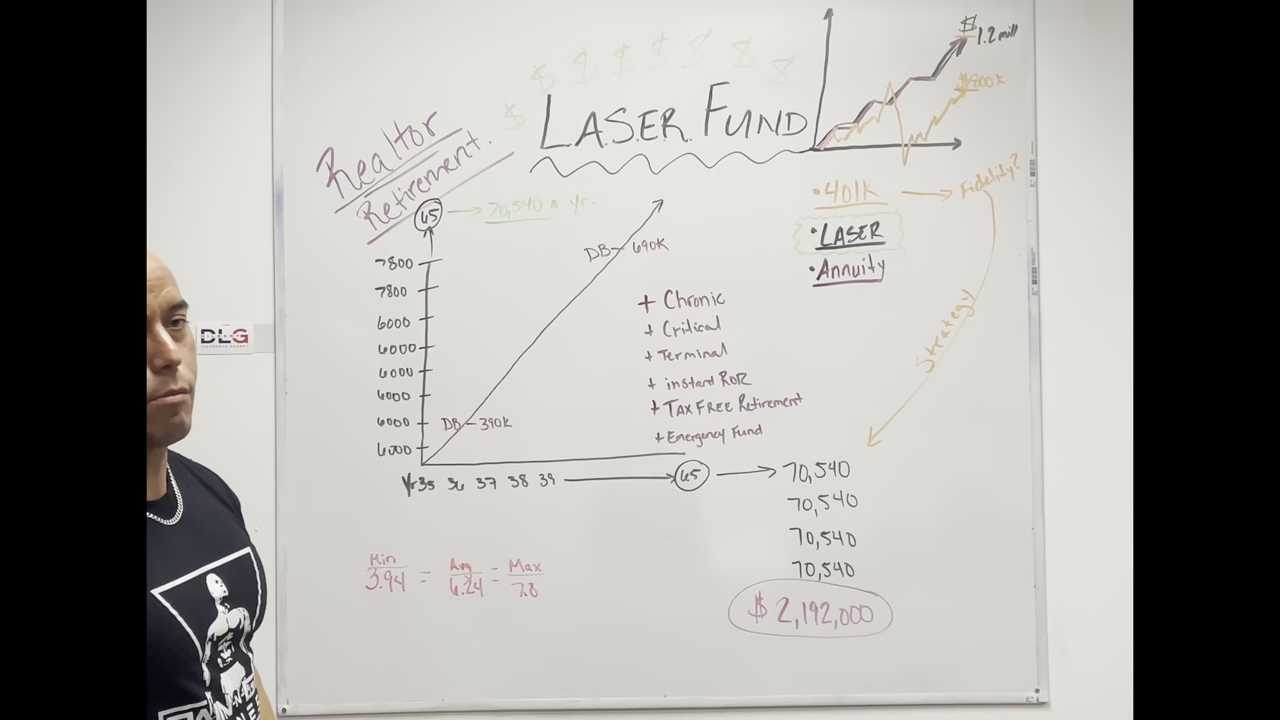 $ $ $ $ $ $ $ $
L.A.S.E.R. FUND
Realtor
Retirement.
$
1.2 mill
$800K
65 → 70,540 a yr.
• 401K → Fidelity?
• LASER
• Annuity
Strategy
7800
7800
6000
6000
6000
6000
6000
6000
DB - 690K
DB - 390K
+ Chronic
+ Critical
+ Terminal
+ instant ROR
+ TAX FREE Retirement
+ Emergency Fund
Yr 35 36 37 38 39 → 65 → 70,540
70,540
70,540
70,540
$ 2,192,000
Min Avg Max
3.94 = 6.24 = 7.8
DLG
INSURANCE AGENCY